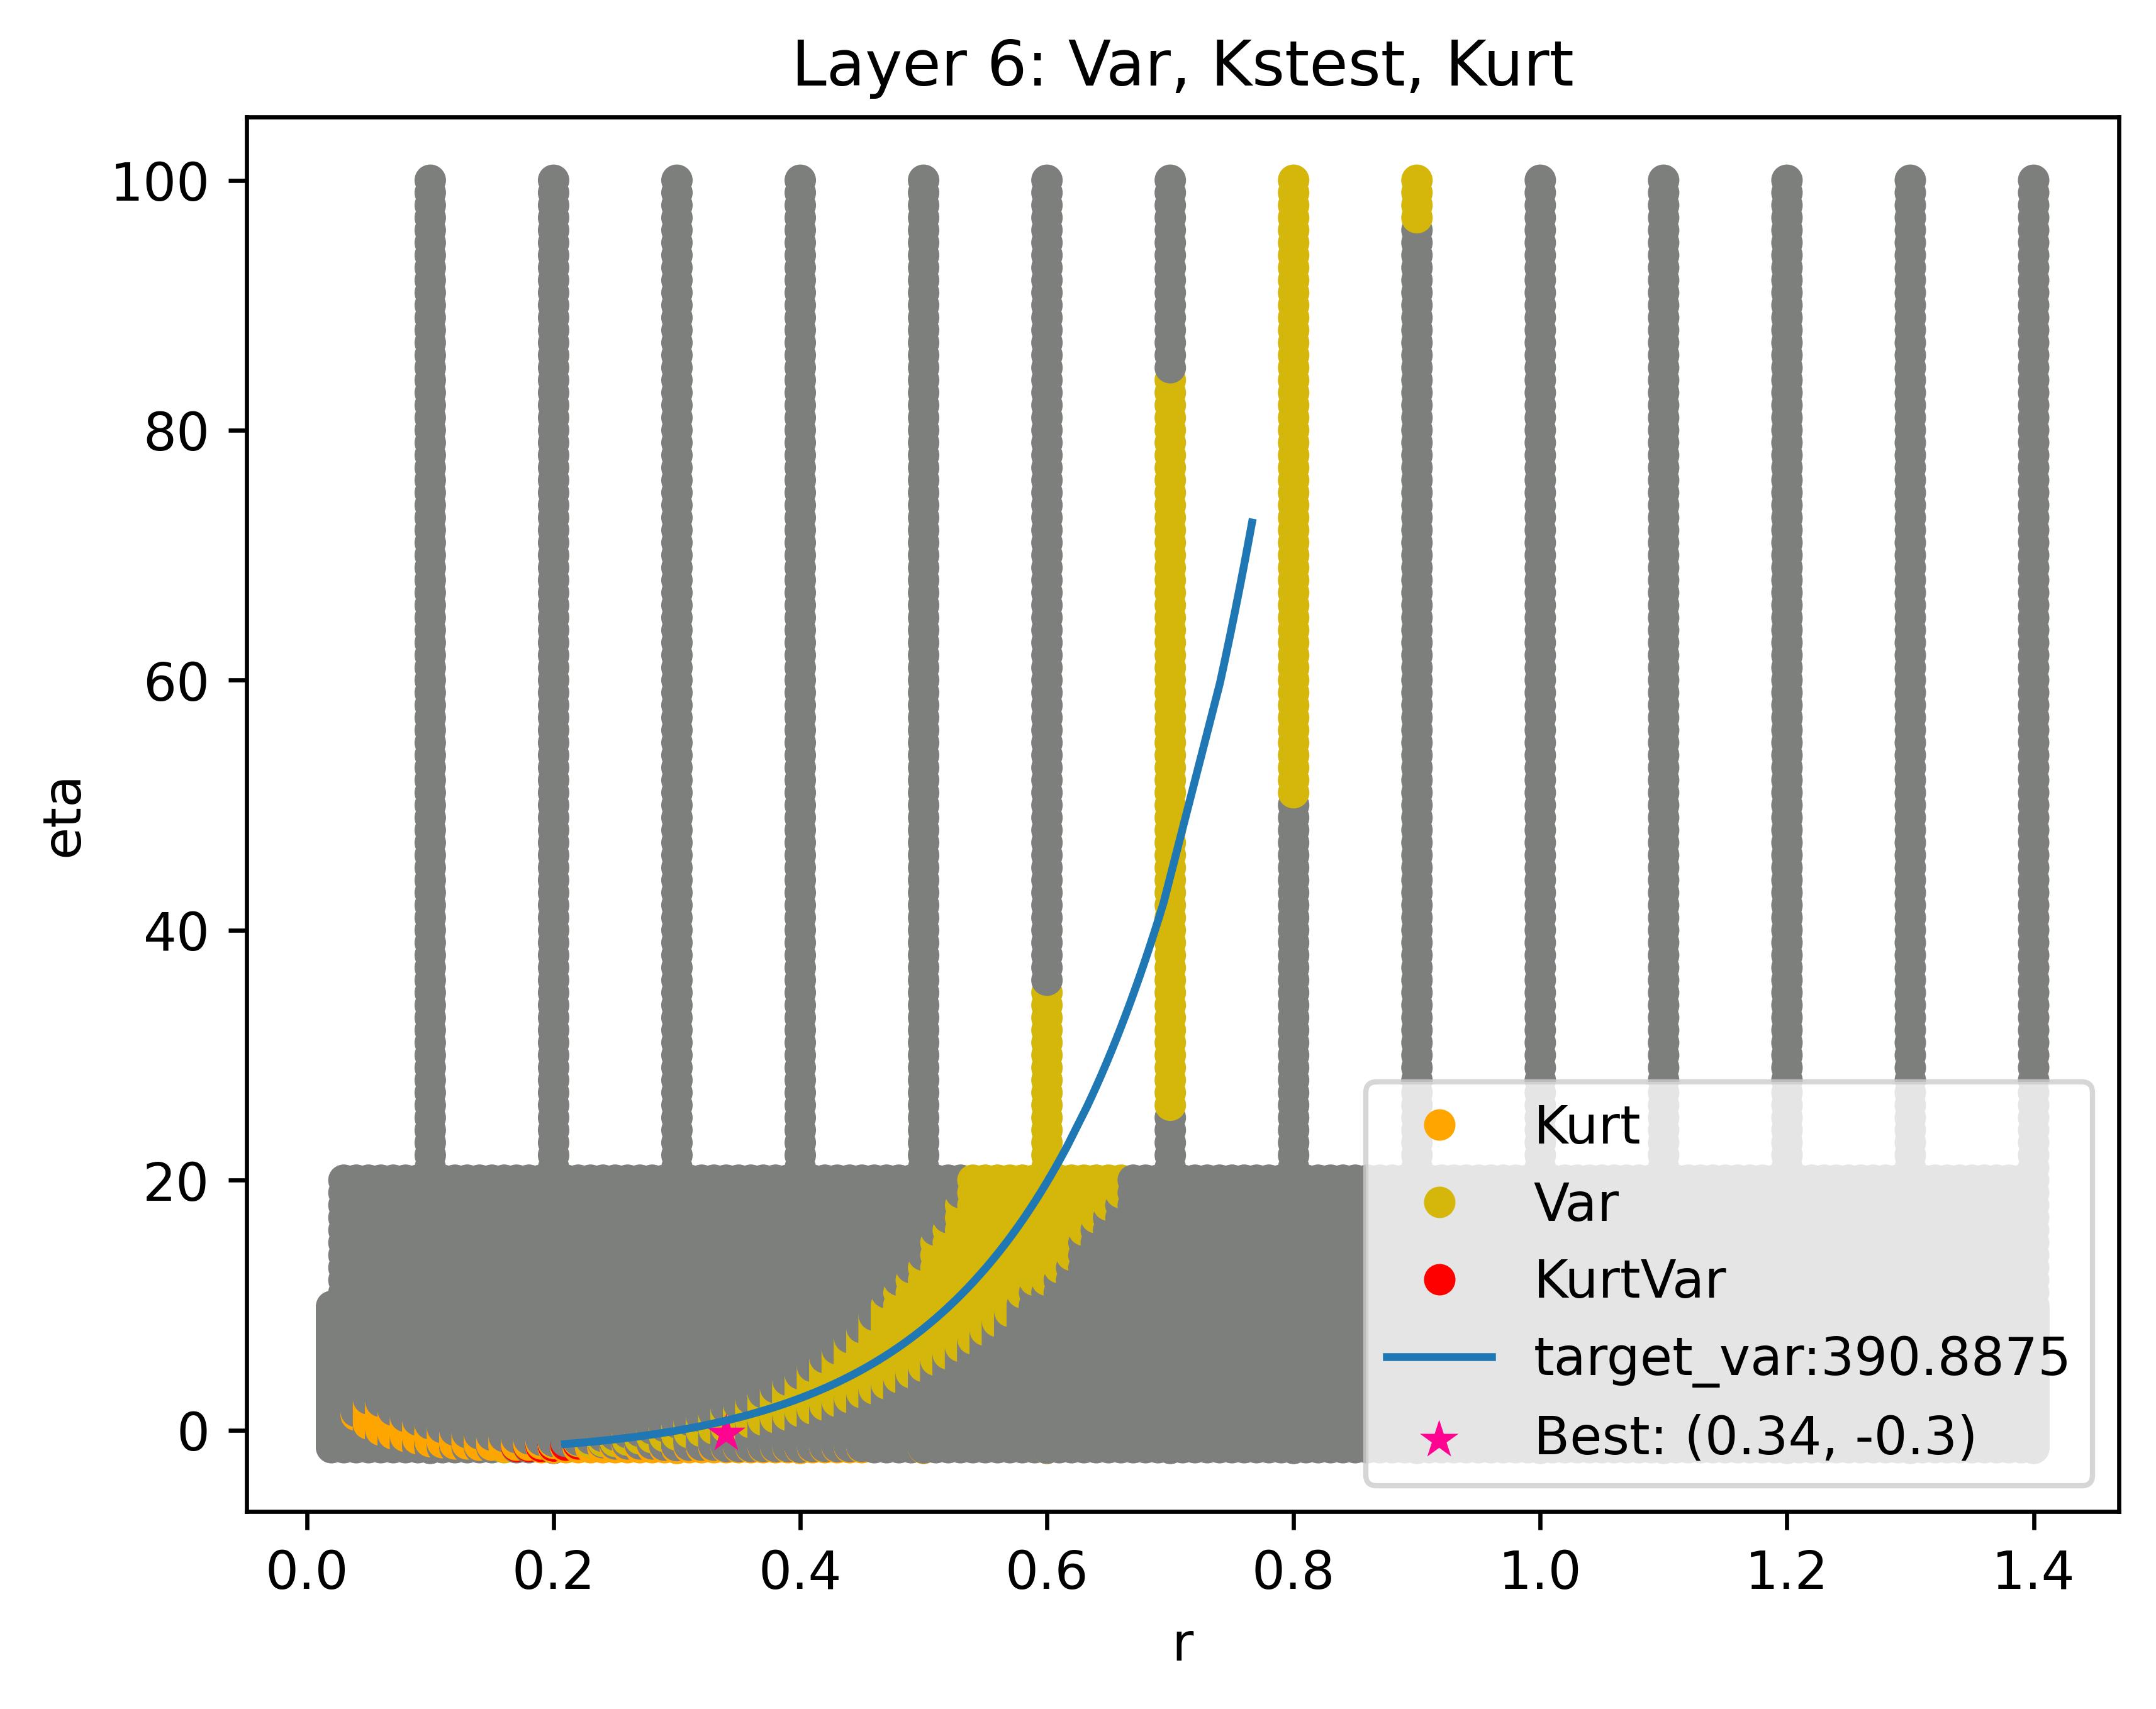 Layer 6: Var, Kstest, Kurt
100
80
60
40
20
0
eta
0.0 0.2 0.4 0.6 0.8 1.0 1.2 1.4
r
Kurt
Var
KurtVar
target_var:390.8875
Best: (0.34, -0.3)